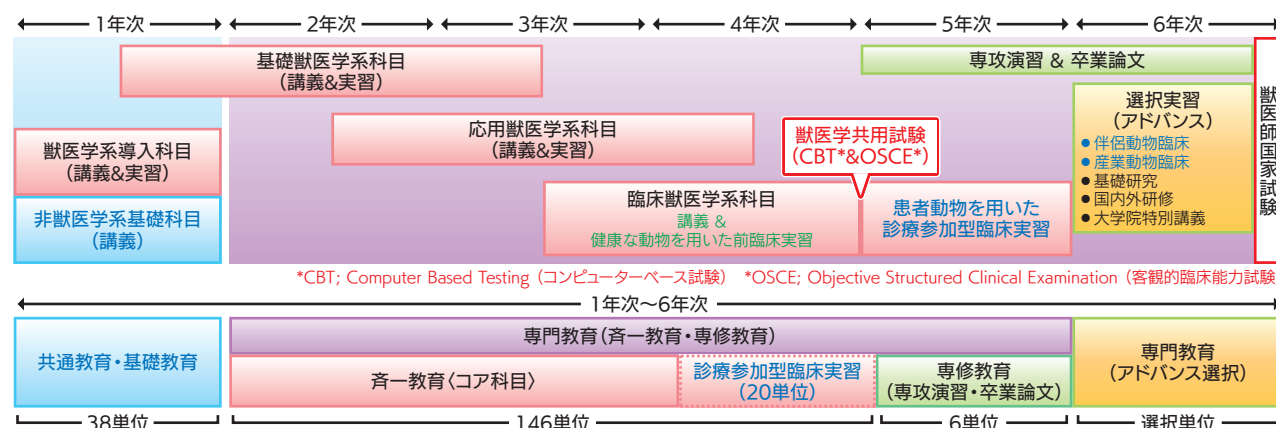 1年次
2年次
3年次
4年次
5年次
6年次
基礎獣医学系科目
(講義&実習)
専攻演習 & 卒業論文
獣医学系導入科目
(講義&実習)
応用獣医学系科目
(講義&実習)
獣医学共用試験
(CBT*&OSCE*)
選択実習
(アドバンス)
● 伴侶動物臨床
● 産業動物臨床
● 基礎研究
● 国内外研修
● 大学院特別講義
獣医師国家試験
非獣医学系基礎科目
(講義)
臨床獣医学系科目
講義 &
健康な動物を用いた前臨床実習
患者動物を用いた
診療参加型臨床実習
*CBT; Computer Based Testing (コンピューターベース試験) *OSCE; Objective Structured Clinical Examination (客観的臨床能力試験
1年次~6年次
共通教育・基礎教育
専門教育(斉一教育・専修教育)
斉一教育〈コア科目〉
診療参加型臨床実習
(20単位)
専修教育
(専攻演習・卒業論文)
専門教育
(アドバンス選択)
38単位
146単位
6単位
選択単位